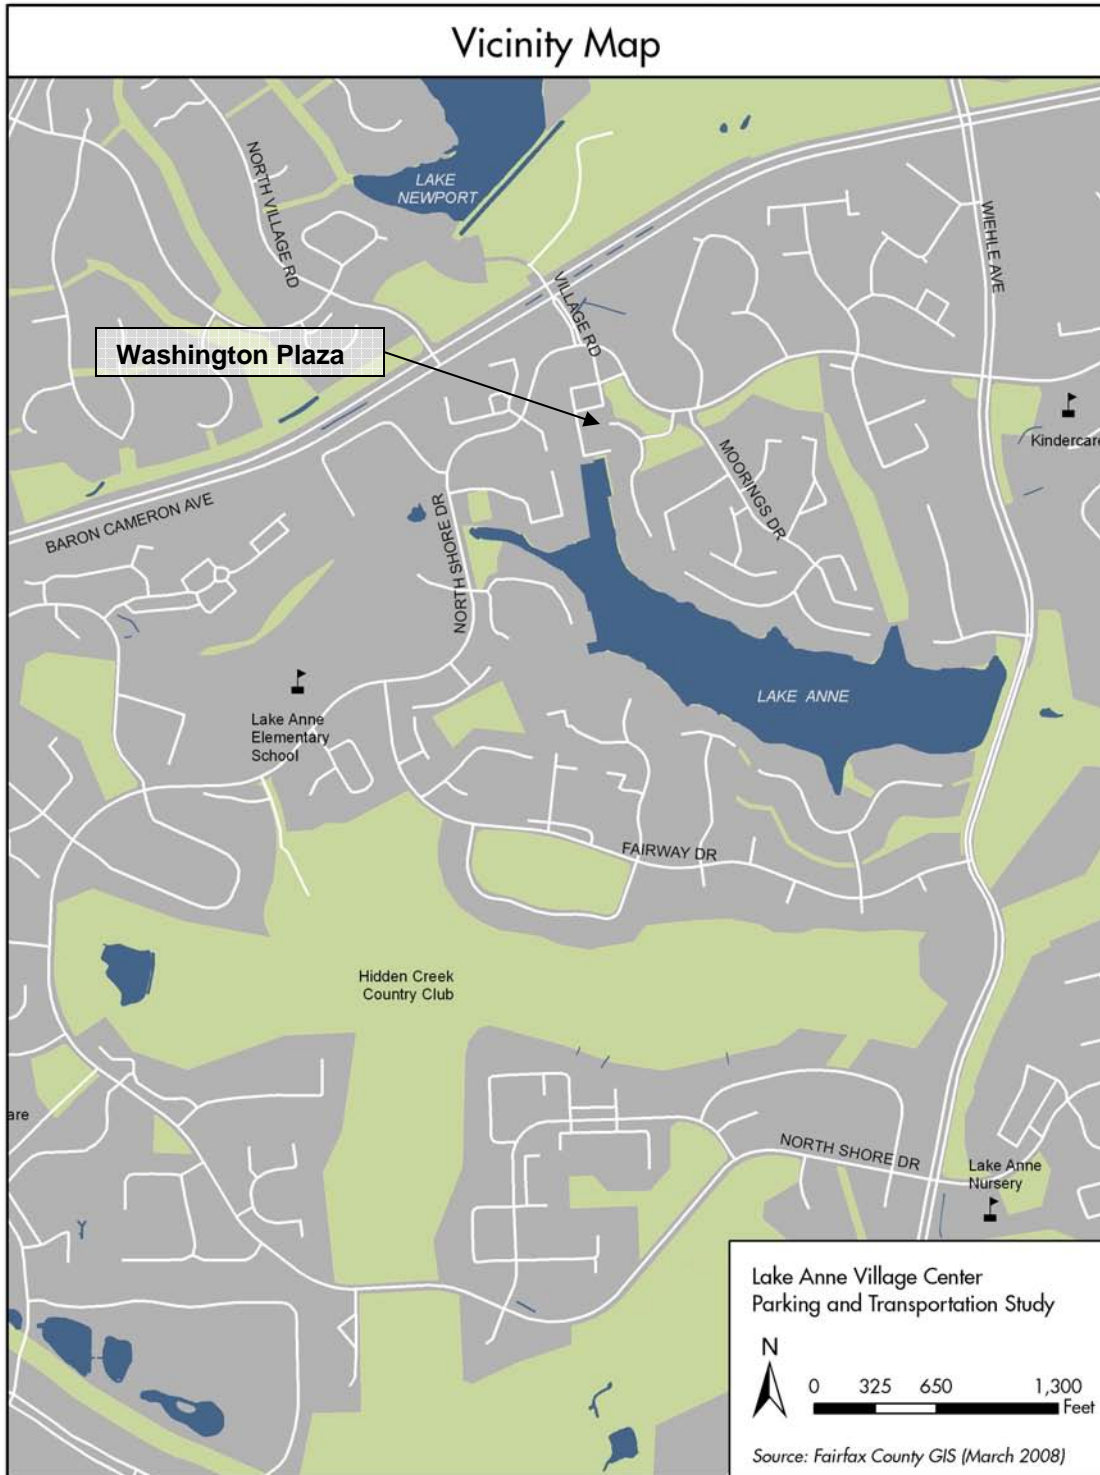 Vicinity Map
LAKE
NEWPORT
NORTH VILLAGE RD
VILLAGE RD
WIEHLE AVE
Washington Plaza
Kindercare
MOORINGS DR
BARON CAMERON AVE
NORTH SHORE DR
LAKE ANNE
Lake Anne
Elementary
School
FAIRWAY DR
Hidden Creek
Country Club
are
NORTH SHORE DR
Lake Anne
Nursery
Lake Anne Village Center
Parking and Transportation Study
N
0 325 650 1,300
Feet
Source: Fairfax County GIS (March 2008)